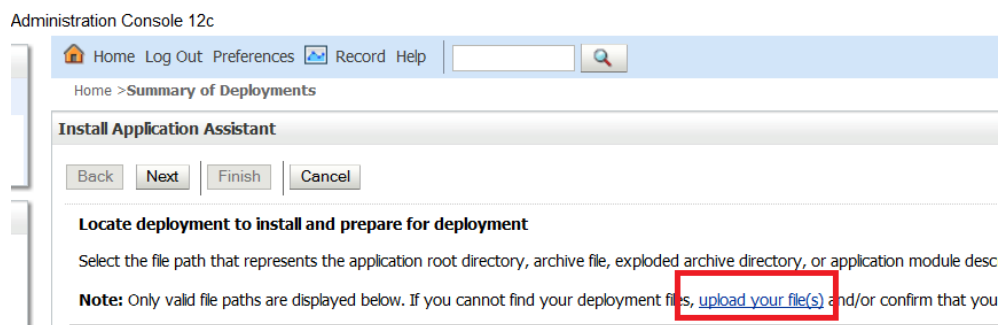 Administration Console 12c
Home Log Out Preferences Record Help
Home >Summary of Deployments
Install Application Assistant
Back Next Finish Cancel
Locate deployment to install and prepare for deployment
Select the file path that represents the application root directory, archive file, exploded archive directory, or application module desc
Note: Only valid file paths are displayed below. If you cannot find your deployment files, upload your file(s) and/or confirm that you